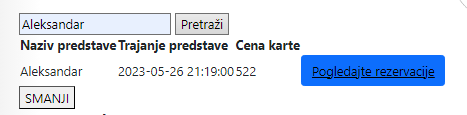 Aleksandar Pretraži
Naziv predstave Trajanje predstave Cena karte
Aleksandar 2023-05-26 21:19:00 522 Pogledajte rezervacije
SMANJI